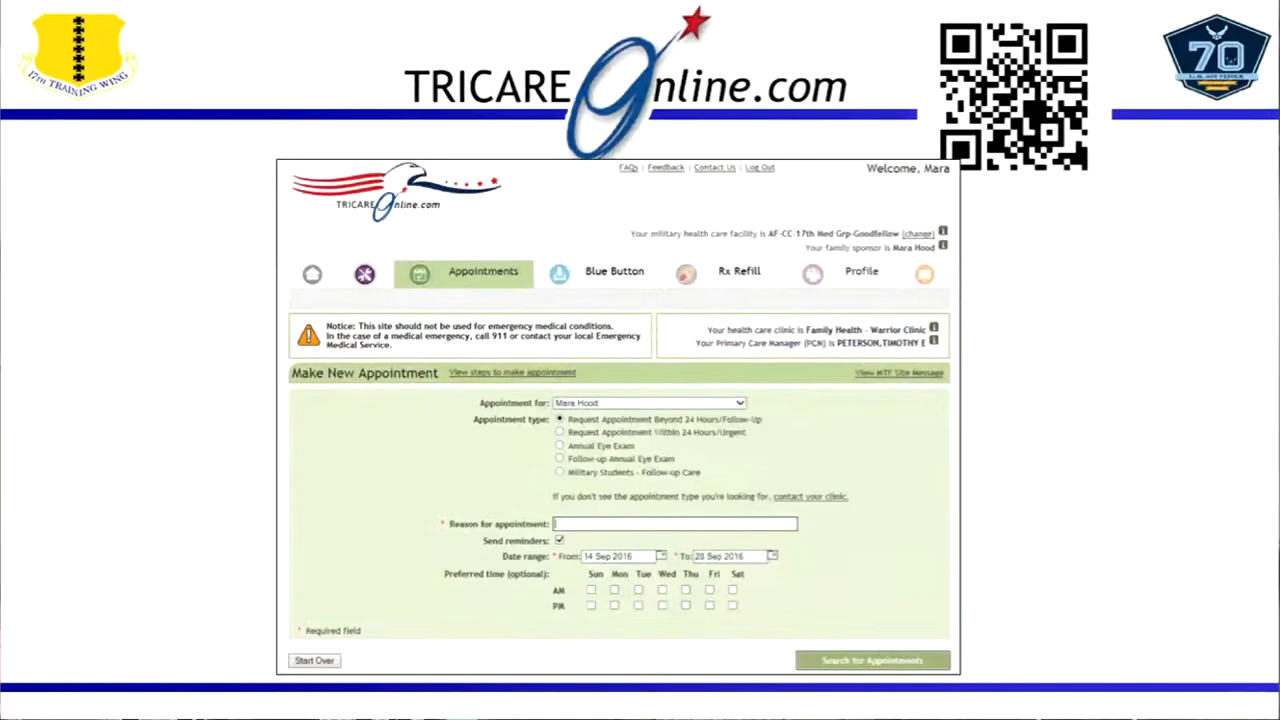 17TH TRAINING WING
TRICARE Online.com
70
U.S. AIR FORCE
FAQs | Feedback | Contact Us | Log Out
Welcome, Mara
TRICARE Online.com
Your military health care facility is AF-CC-17th Med Grp-Goodfellow (change)
Your family sponsor is Mara Hood
Appointments
Blue Button
Rx Refill
Profile
Notice: This site should not be used for emergency medical conditions.
In the case of a medical emergency, call 911 or contact your local Emergency
Medical Service.
Your health care clinic is Family Health - Warrior Clinic
Your Primary Care Manager (PCM) is PETERSON,TIMOTHY E
Make New Appointment View steps to make appointment
View MTF Site Message
Appointment for: Mara Hood
Appointment type: Request Appointment Beyond 24 Hours/Follow-Up
Request Appointment Within 24 Hours/Urgent
Annual Eye Exam
Follow-up Annual Eye Exam
Military Students - Follow-up Care
If you don't see the appointment type you're looking for, contact your clinic.
* Reason for appointment:
Send reminders:
Date range: * From: 14 Sep 2016 * To: 28 Sep 2016
Preferred time (optional): Sun Mon Tue Wed Thu Fri Sat
AM
PM
* Required field
Start Over
Search for Appointments